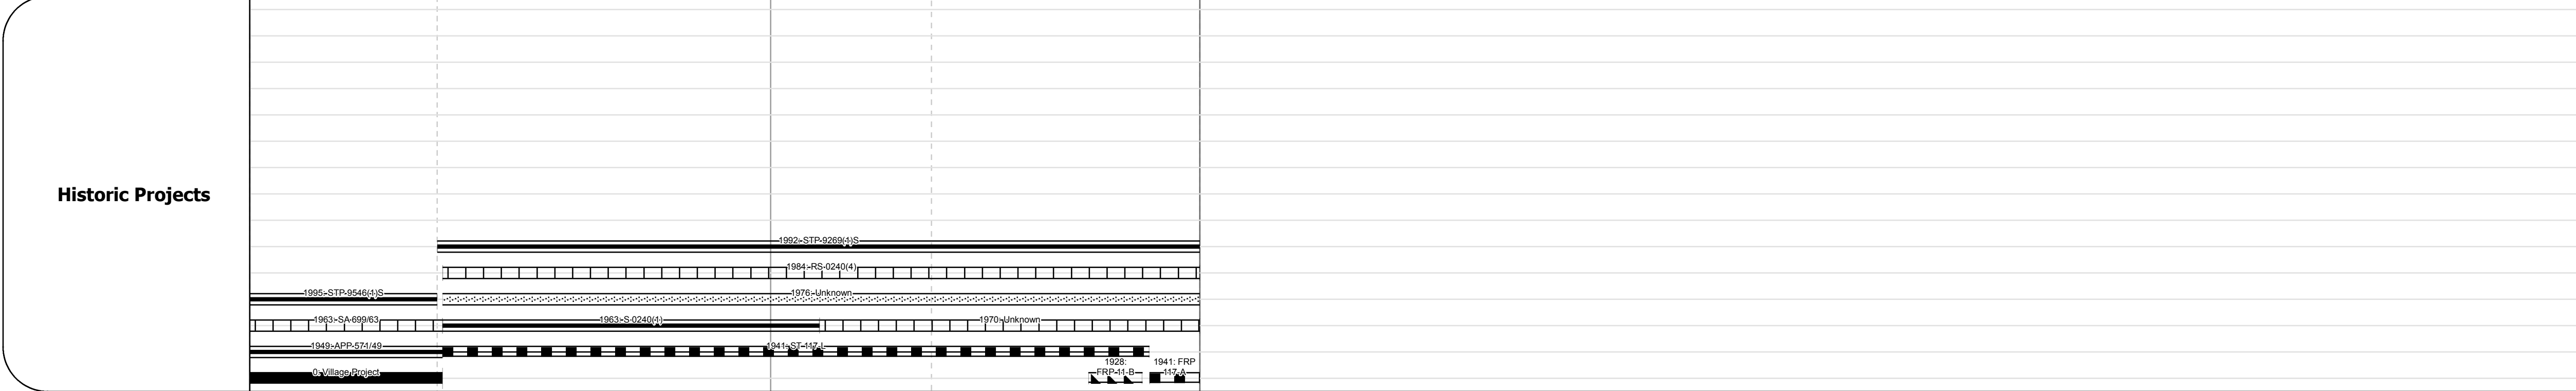 Historic Projects
1992: STP-9269(1)S
1984: RS-0240(4)
1995: STP-9546(1)S
1976: Unknown
1963: SA-699/63
1963: S-0240(1)
1970: Unknown
1949: APP-571/49
1941: ST-117-L
1928:
FRP-11-B
1941: FRP
117-A
0: Village Project